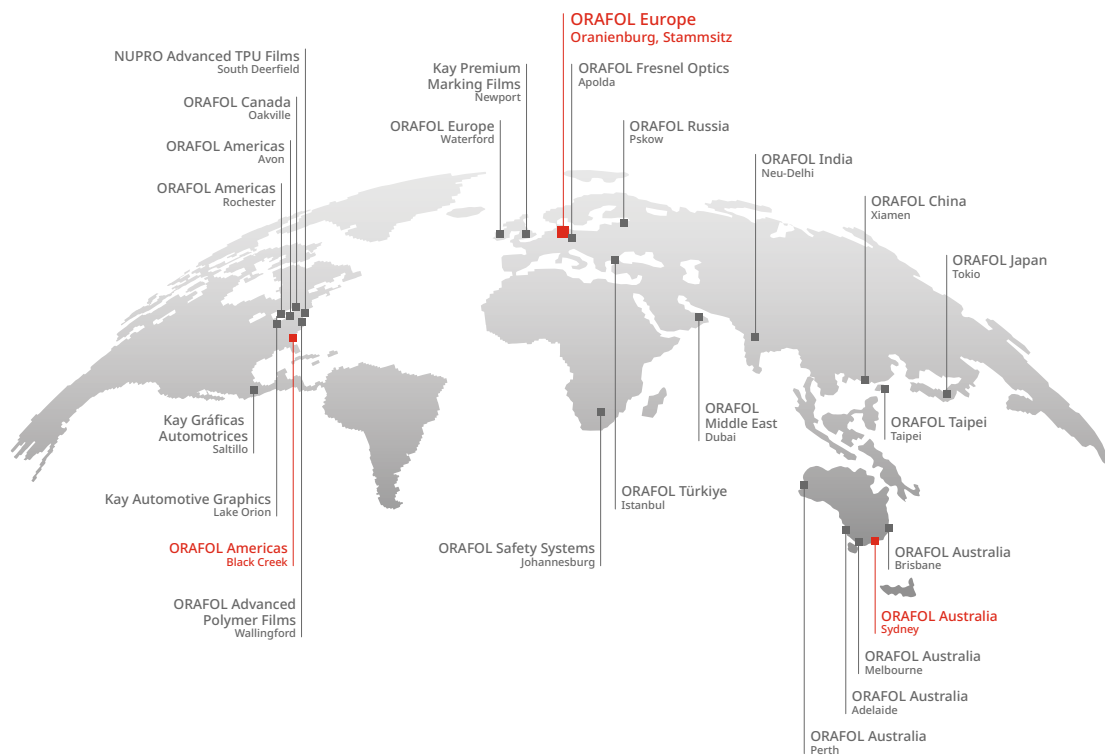 ORAFOL Europe
Oranienburg, Stammsitz
NUPRO Advanced TPU Films
South Deerfield
Kay Premium
Marking Films
Newport
ORAFOL Fresnel Optics
Apolda
ORAFOL Canada
Oakville
ORAFOL Europe
Waterford
ORAFOL Russia
Pskow
ORAFOL Americas
Avon
ORAFOL India
Neu-Delhi
ORAFOL Americas
Rochester
ORAFOL China
Xiamen
ORAFOL Japan
Tokio
Kay Gráficas
Automotrices
Saltillo
ORAFOL
Middle East
Dubai
ORAFOL Taipei
Taipei
Kay Automotive Graphics
Lake Orion
ORAFOL Türkiye
Istanbul
ORAFOL Americas
Black Creek
ORAFOL Safety Systems
Johannesburg
ORAFOL Australia
Brisbane
ORAFOL Advanced
Polymer Films
Wallingford
ORAFOL Australia
Sydney
ORAFOL Australia
Melbourne
ORAFOL Australia
Adelaide
ORAFOL Australia
Perth